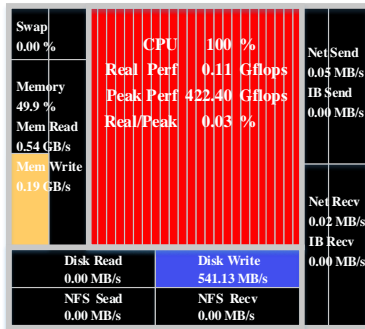 Swap
0.00 %
Memory
49.9 %
Mem Read
0.54 GB/s
Mem Write
0.19 GB/s
CPU 100 %
Real Perf 0.11 Gflops
Peak Perf 422.40 Gflops
Real/Peak 0.03 %
Net Send
0.05 MB/s
IB Send
0.00 MB/s
Net Recv
0.02 MB/s
IB Recv
0.00 MB/s
Disk Read
0.00 MB/s
Disk Write
541.13 MB/s
NFS Sead
0.00 MB/s
NFS Recv
0.00 MB/s